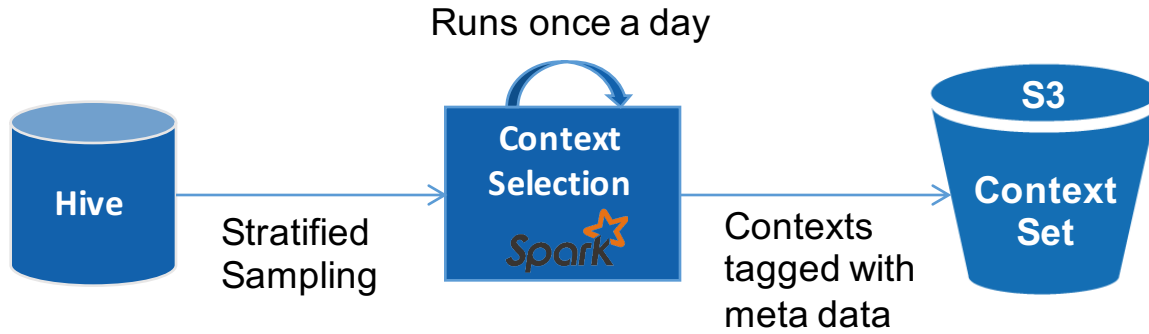 Runs once a day
Hive
Stratified
Sampling
Context
Selection
Spark
Contexts
tagged with
meta data
S3
Context
Set